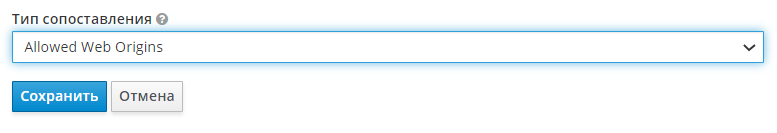 Тип сопоставления ?
Allowed Web Origins
Сохранить Отмена